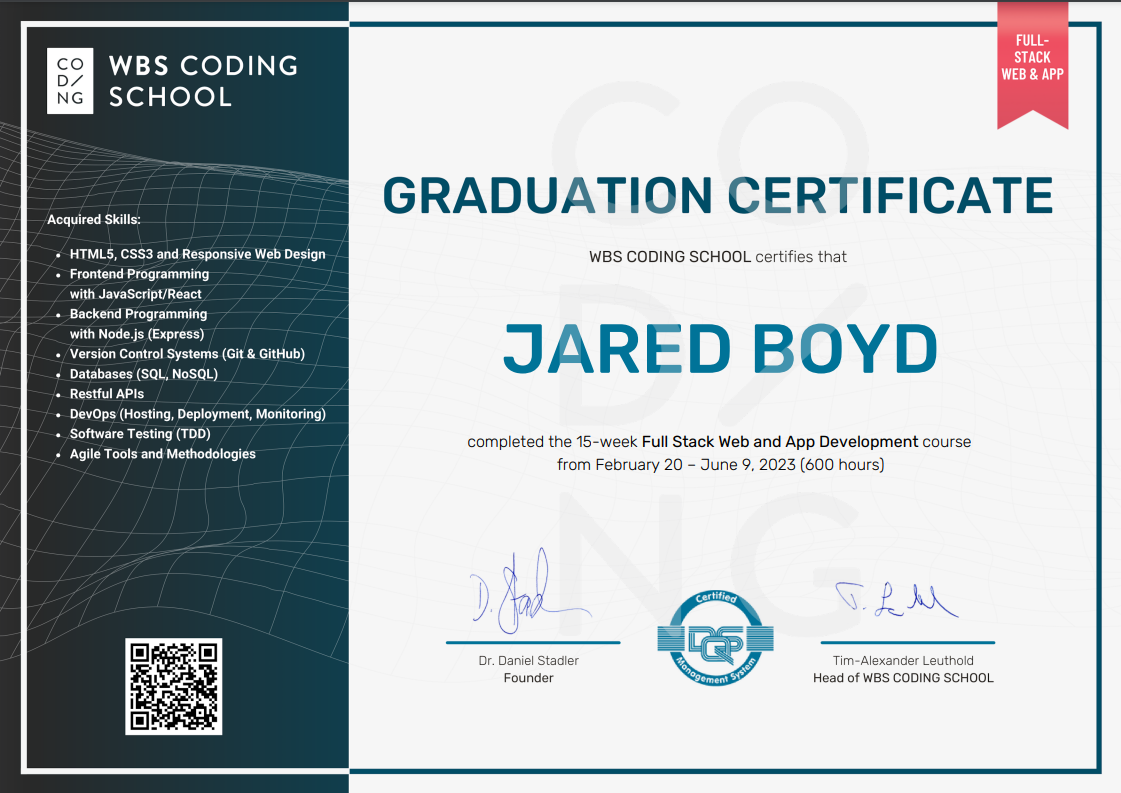 CO
D/
NG
WBS CODING
SCHOOL
Acquired Skills:
• HTML5, CSS3 and Responsive Web Design
• Frontend Programming
with JavaScript/React
• Backend Programming
with Node.js (Express)
• Version Control Systems (Git & GitHub)
• Databases (SQL, NoSQL)
• Restful APIs
• DevOps (Hosting, Deployment, Monitoring)
• Software Testing (TDD)
• Agile Tools and Methodologies
FULL-
STACK
WEB & APP
CO
D/
NG
GRADUATION CERTIFICATE
WBS CODING SCHOOL certifies that
JARED BOYD
completed the 15-week Full Stack Web and App Development course
from February 20 – June 9, 2023 (600 hours)
Dr. Daniel Stadler
Founder
Certified
DQS
Management System
Tim-Alexander Leuthold
Head of WBS CODING SCHOOL